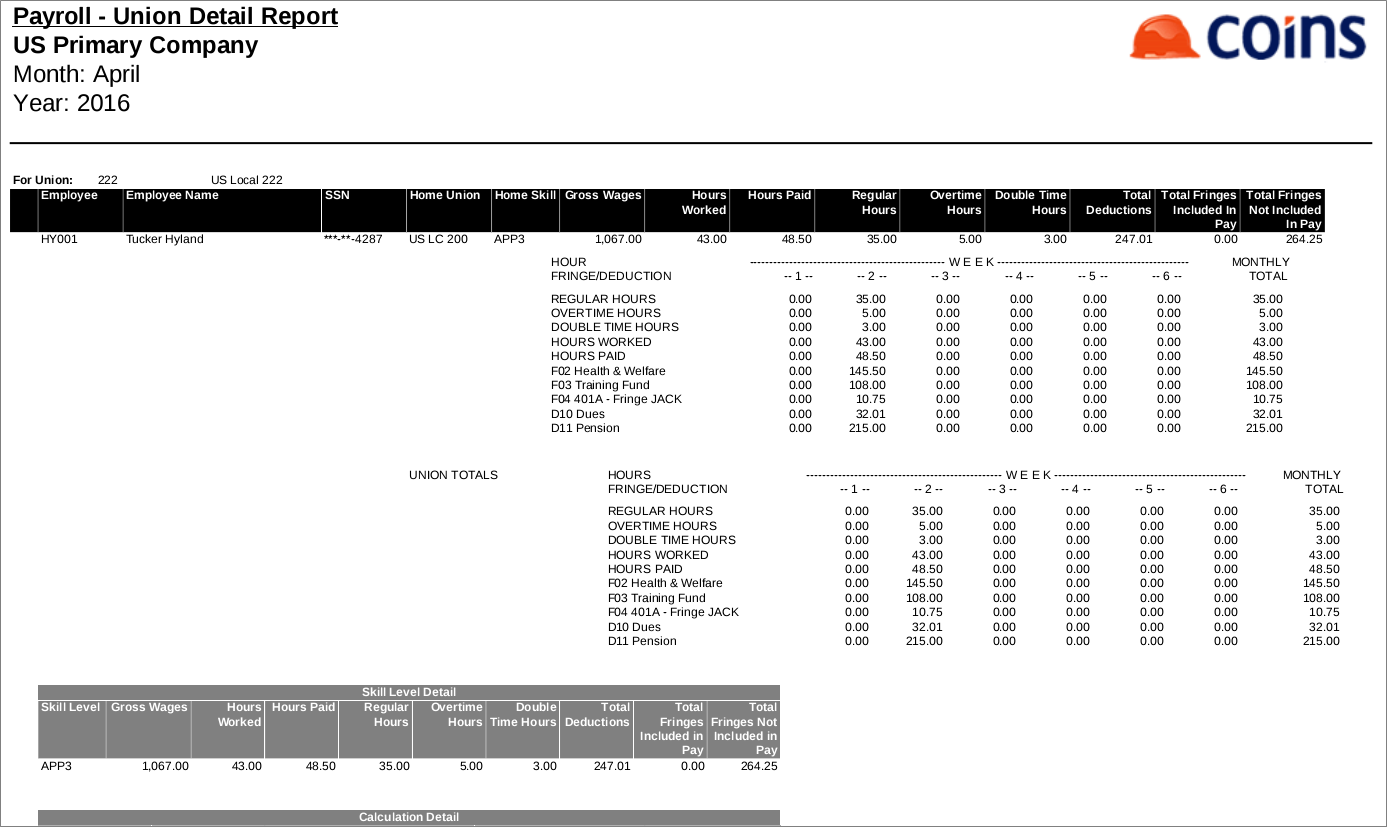 Payroll - Union Detail Report
coins
US Primary Company
Month: April
Year: 2016
For Union: 222 US Local 222
Employee Employee Name SSN Home Union Home Skill Gross Wages Hours Worked Hours Paid Regular Hours Overtime Hours Double Time Hours Total Deductions Total Fringes Included In Pay Total Fringes Not Included In Pay
HY001 Tucker Hyland ***-**-4287 US LC 200 APP3 1,067.00 43.00 48.50 35.00 5.00 3.00 247.01 0.00 264.25
HOUR ------------------------------------------------ W E E K ------------------------------------------------ MONTHLY
FRINGE/DEDUCTION -- 1 -- -- 2 -- -- 3 -- -- 4 -- -- 5 -- -- 6 -- TOTAL
REGULAR HOURS 0.00 35.00 0.00 0.00 0.00 0.00 35.00
OVERTIME HOURS 0.00 5.00 0.00 0.00 0.00 0.00 5.00
DOUBLE TIME HOURS 0.00 3.00 0.00 0.00 0.00 0.00 3.00
HOURS WORKED 0.00 43.00 0.00 0.00 0.00 0.00 43.00
HOURS PAID 0.00 48.50 0.00 0.00 0.00 0.00 48.50
F02 Health & Welfare 0.00 145.50 0.00 0.00 0.00 0.00 145.50
F03 Training Fund 0.00 108.00 0.00 0.00 0.00 0.00 108.00
F04 401A - Fringe JACK 0.00 10.75 0.00 0.00 0.00 0.00 10.75
D10 Dues 0.00 32.01 0.00 0.00 0.00 0.00 32.01
D11 Pension 0.00 215.00 0.00 0.00 0.00 0.00 215.00
UNION TOTALS HOURS ------------------------------------------------ W E E K ------------------------------------------------ MONTHLY
FRINGE/DEDUCTION -- 1 -- -- 2 -- -- 3 -- -- 4 -- -- 5 -- -- 6 -- TOTAL
REGULAR HOURS 0.00 35.00 0.00 0.00 0.00 0.00 35.00
OVERTIME HOURS 0.00 5.00 0.00 0.00 0.00 0.00 5.00
DOUBLE TIME HOURS 0.00 3.00 0.00 0.00 0.00 0.00 3.00
HOURS WORKED 0.00 43.00 0.00 0.00 0.00 0.00 43.00
HOURS PAID 0.00 48.50 0.00 0.00 0.00 0.00 48.50
F02 Health & Welfare 0.00 145.50 0.00 0.00 0.00 0.00 145.50
F03 Training Fund 0.00 108.00 0.00 0.00 0.00 0.00 108.00
F04 401A - Fringe JACK 0.00 10.75 0.00 0.00 0.00 0.00 10.75
D10 Dues 0.00 32.01 0.00 0.00 0.00 0.00 32.01
D11 Pension 0.00 215.00 0.00 0.00 0.00 0.00 215.00
Skill Level Detail
Skill Level Gross Wages Hours Worked Hours Paid Regular Hours Overtime Hours Double Time Hours Total Deductions Total Fringes Included in Pay Total Fringes Not Included in Pay
APP3 1,067.00 43.00 48.50 35.00 5.00 3.00 247.01 0.00 264.25
Calculation Detail